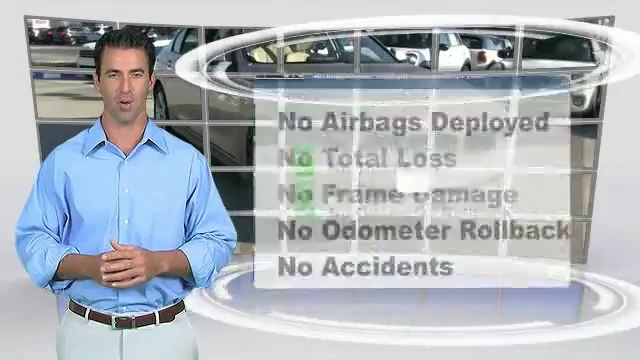 No Airbags Deployed
No Total Loss
No Frame Damage
No Odometer Rollback
No Accidents